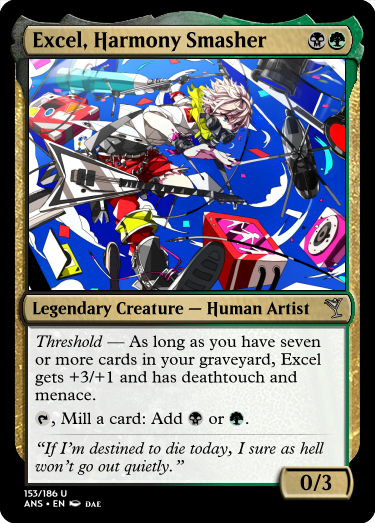 Excel, Harmony Smasher
Legendary Creature — Human Artist
Threshold — As long as you have seven
or more cards in your graveyard, Excel
gets +3/+1 and has deathtouch and
menace.
, Mill a card: Add or .
“If I’m destined to die today, I sure as hell
won’t go out quietly.”
0/3
153/186 U
ANS • EN DAE